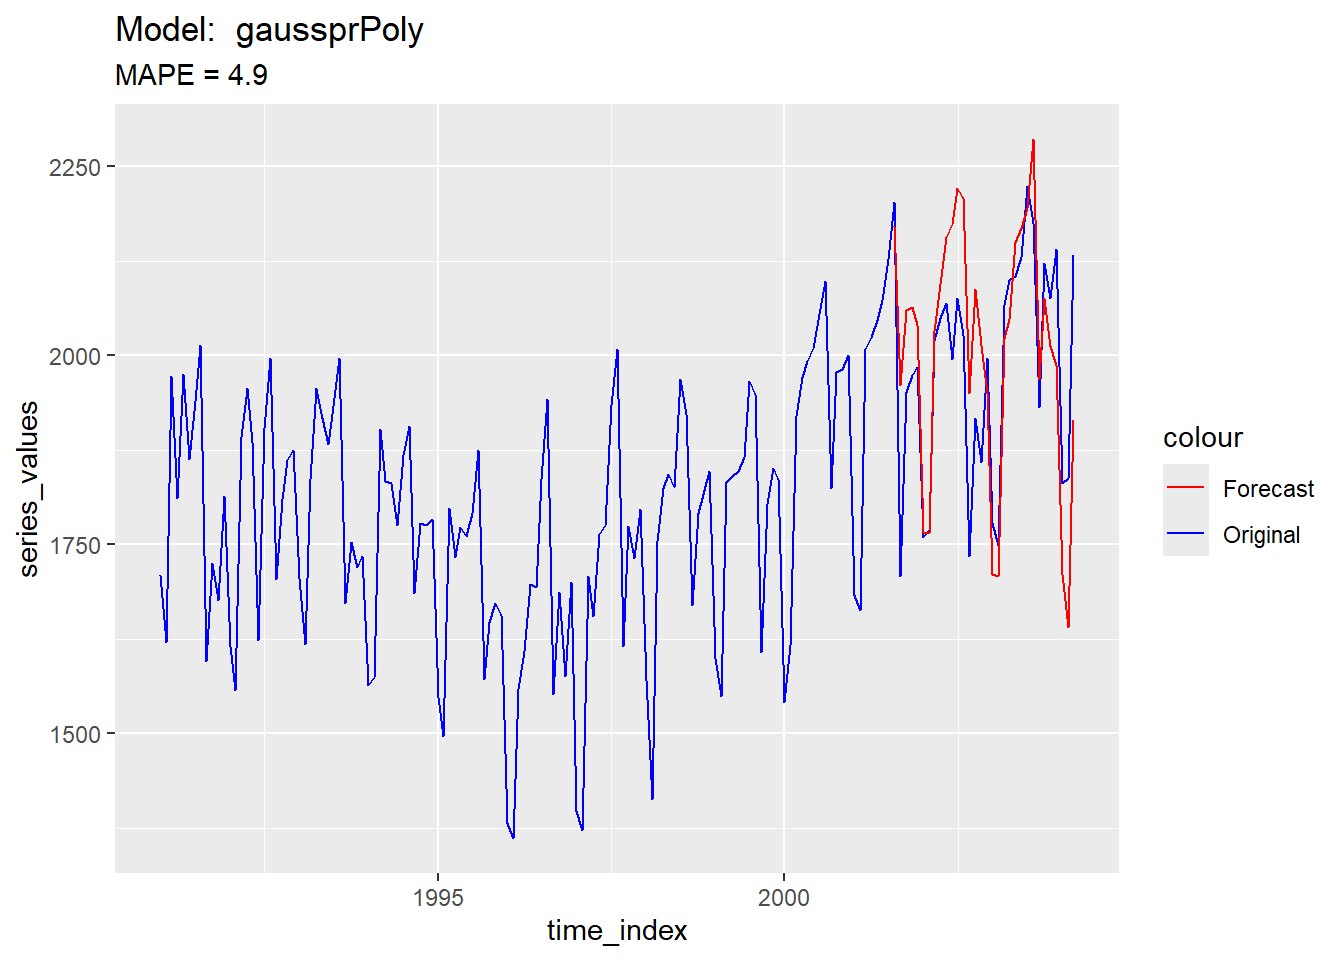 Model:  gaussprPoly
MAPE = 4.9
2250
2000
1750
1500
series_values
1995
2000
time_index
colour
Forecast
Original